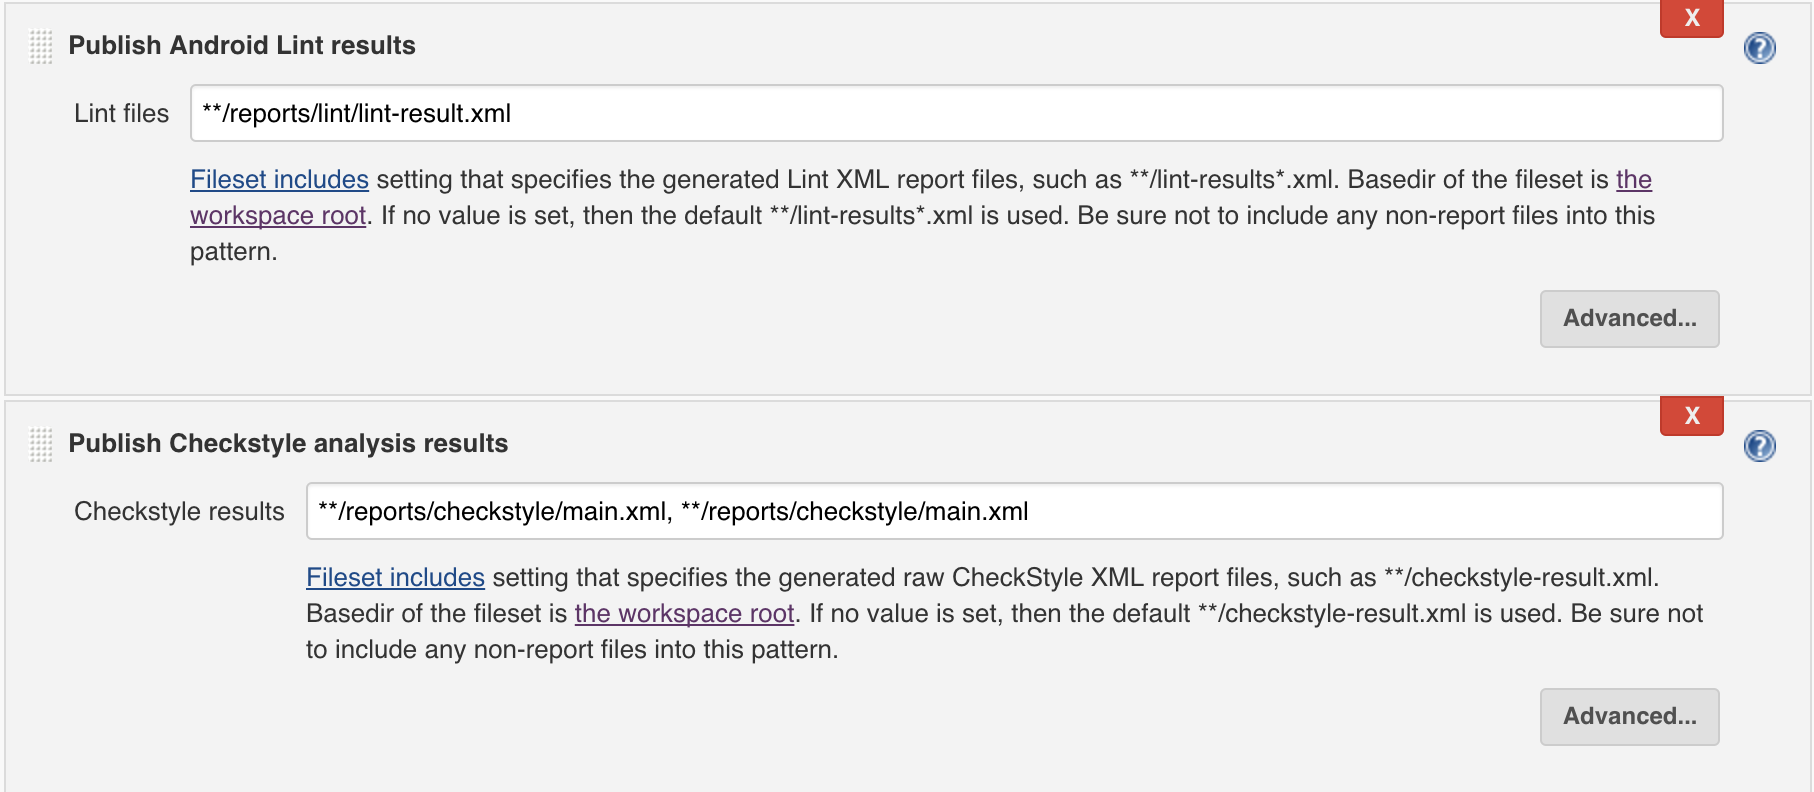 X
Publish Android Lint results
?
Lint files
**/reports/lint/lint-result.xml
Fileset includes setting that specifies the generated Lint XML report files, such as **/lint-results*.xml. Basedir of the fileset is the
workspace root. If no value is set, then the default **/lint-results*.xml is used. Be sure not to include any non-report files into this
pattern.
Advanced...
X
Publish Checkstyle analysis results
?
Checkstyle results
**/reports/checkstyle/main.xml, **/reports/checkstyle/main.xml
Fileset includes setting that specifies the generated raw CheckStyle XML report files, such as **/checkstyle-result.xml.
Basedir of the fileset is the workspace root. If no value is set, then the default **/checkstyle-result.xml is used. Be sure not
to include any non-report files into this pattern.
Advanced...